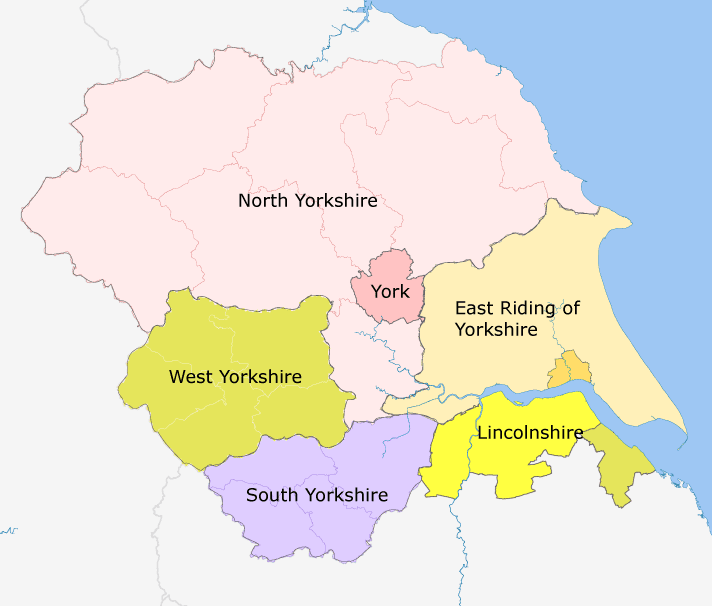 North Yorkshire
York
East Riding of
Yorkshire
West Yorkshire
Lincolnshire
South Yorkshire